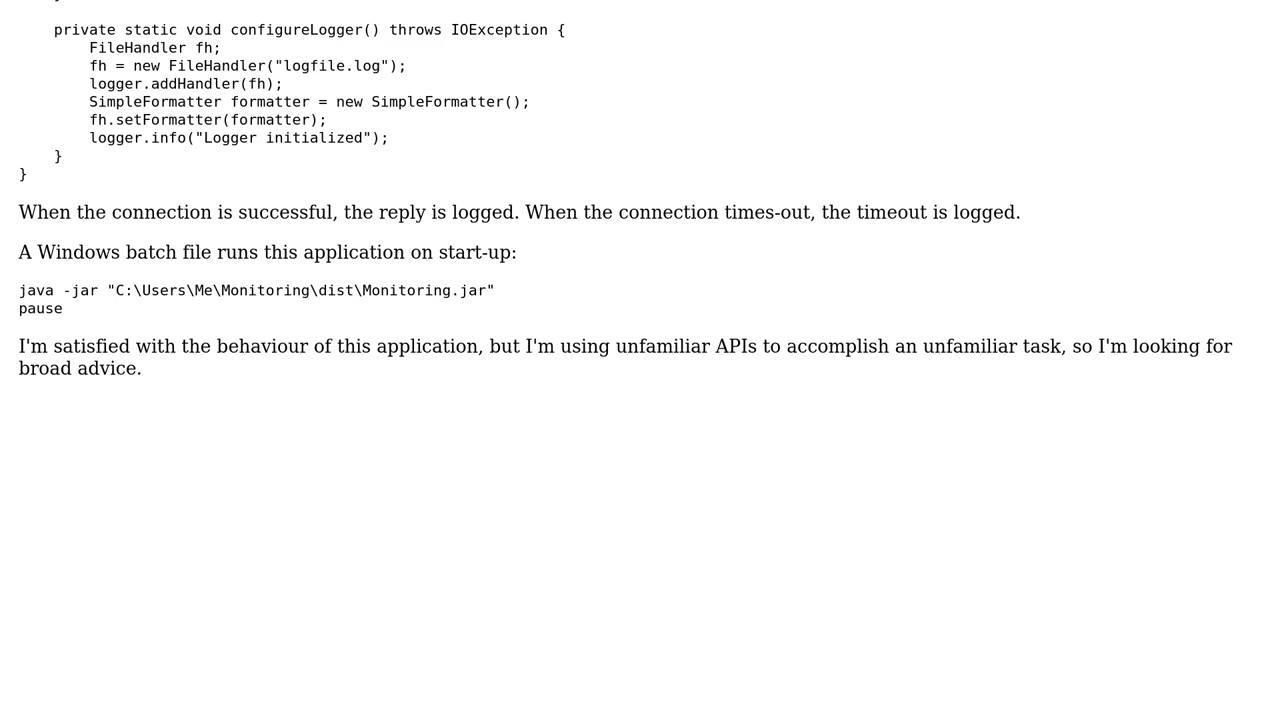 private static void configureLogger() throws IOException {
        FileHandler fh;
        fh = new FileHandler("logfile.log");
        logger.addHandler(fh);
        SimpleFormatter formatter = new SimpleFormatter();
        fh.setFormatter(formatter);
        logger.info("Logger initialized");
    }
}
When the connection is successful, the reply is logged. When the connection times-out, the timeout is logged.
A Windows batch file runs this application on start-up:
java -jar "C:\Users\Me\Monitoring\dist\Monitoring.jar"
pause
I'm satisfied with the behaviour of this application, but I'm using unfamiliar APIs to accomplish an unfamiliar task, so I'm looking for
broad advice.